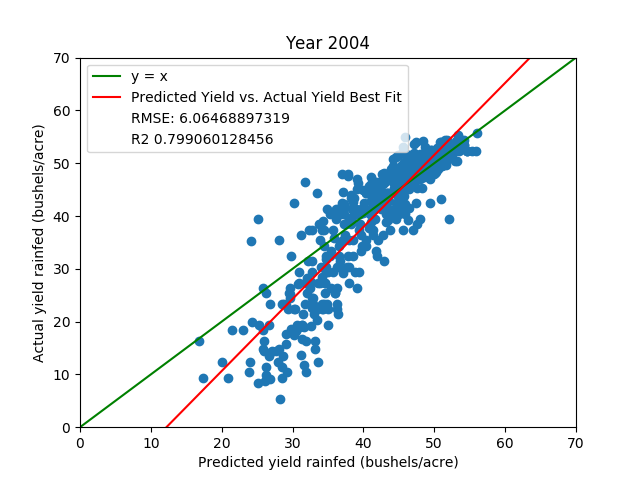 Year 2004
y = x
Predicted Yield vs. Actual Yield Best Fit
RMSE: 6.06468897319
R2 0.799060128456
Actual yield rainfed (bushels/acre)
70
60
50
40
30
20
10
0
0 10 20 30 40 50 60 70
Predicted yield rainfed (bushels/acre)